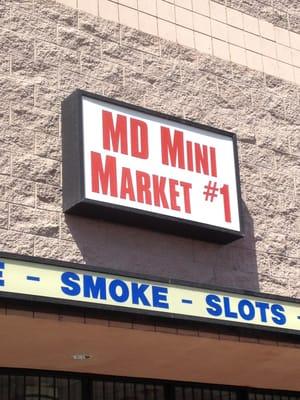 MD MINI
MARKET #1
E - SMOKE - SLOTS -